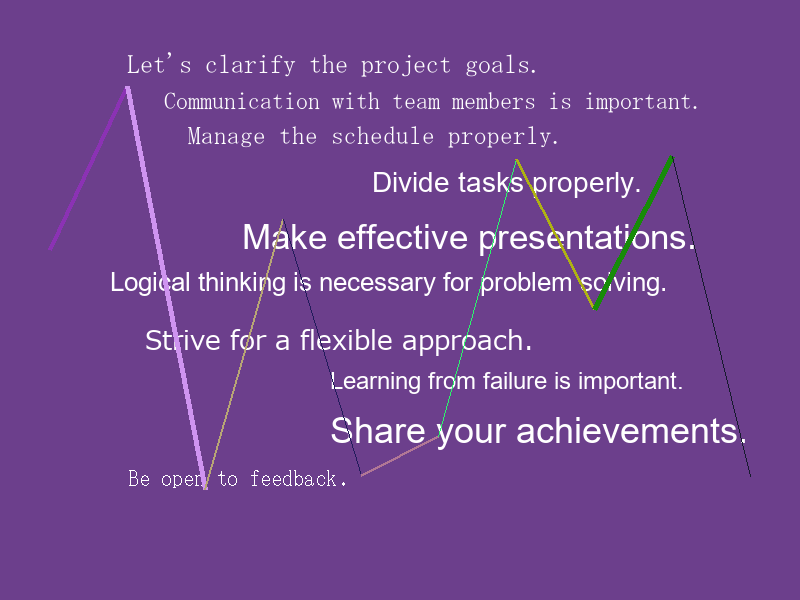 Let's clarify the project goals.
Communication with team members is important.
Manage the schedule properly.
Divide tasks properly.
Make effective presentations.
Logical thinking is necessary for problem solving.
Strive for a flexible approach.
Learning from failure is important.
Share your achievements.
Be open to feedback.